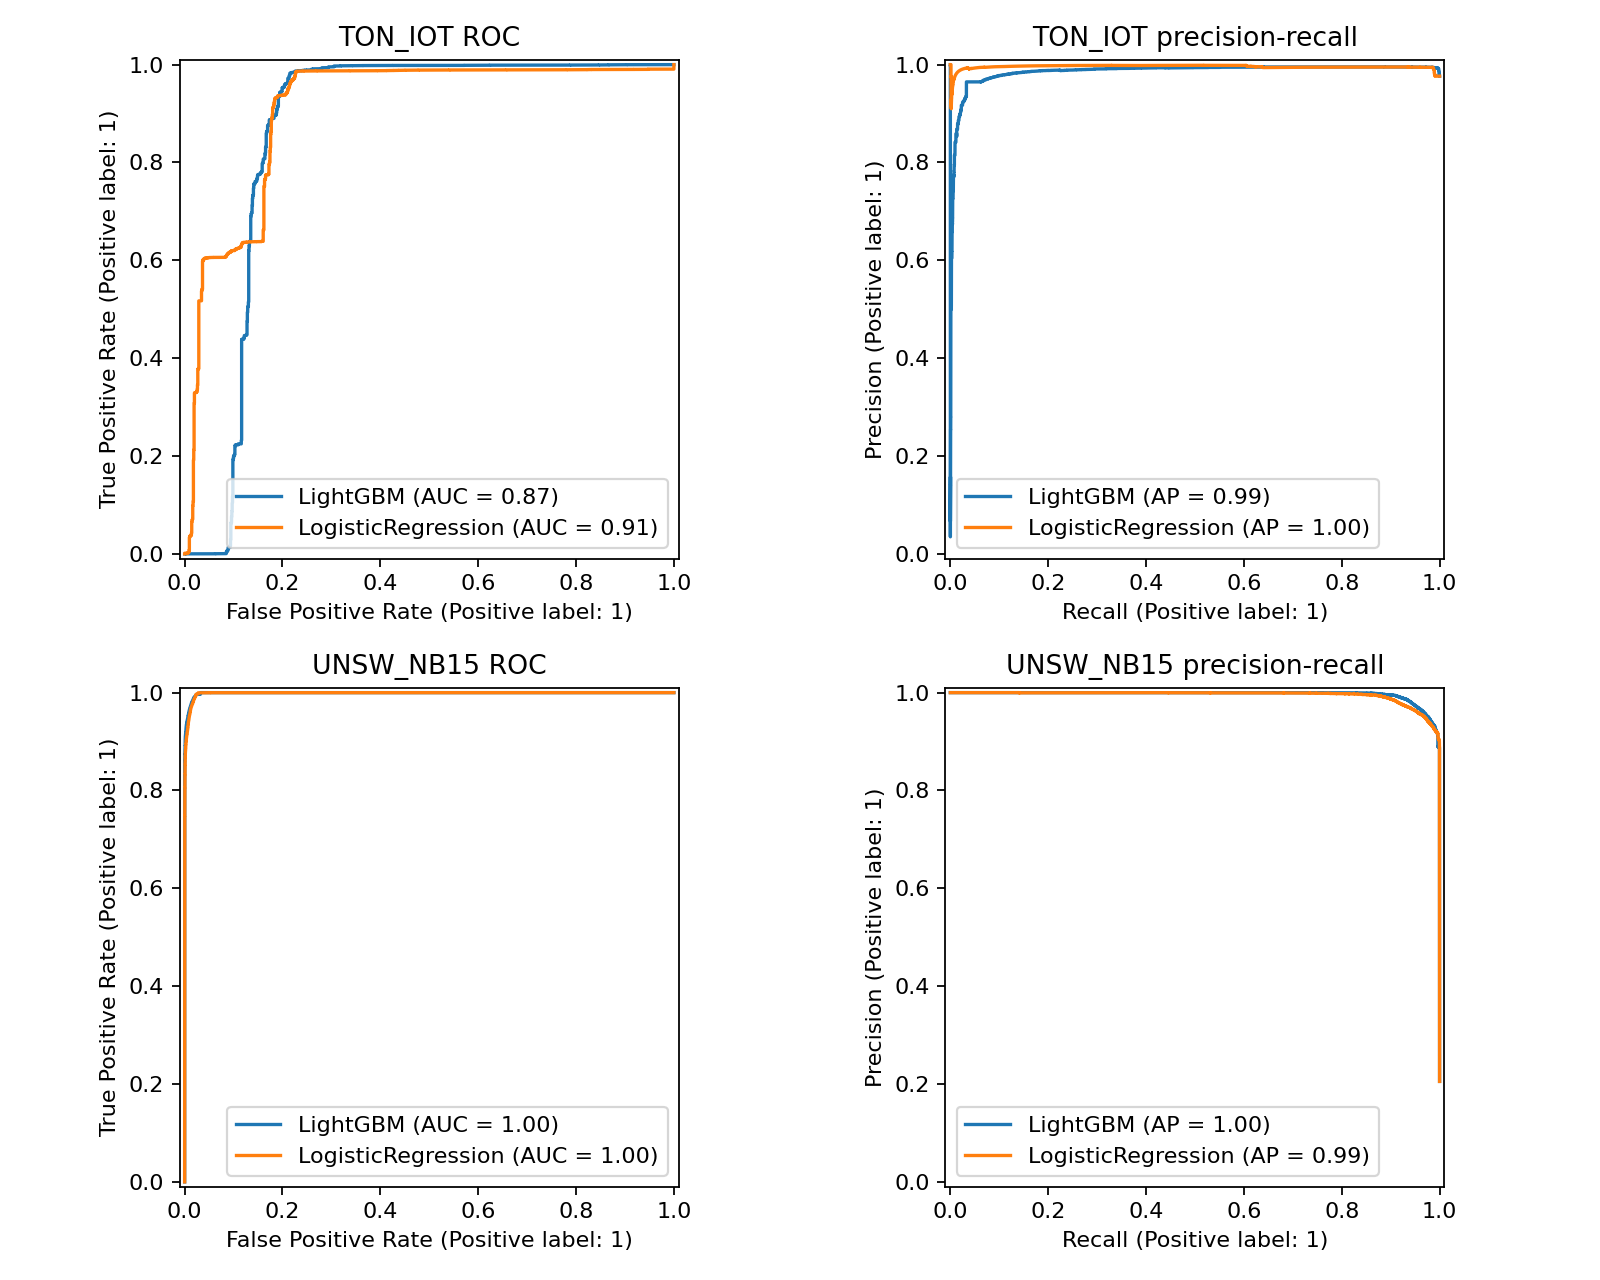 TON_IOT ROC
True Positive Rate (Positive label: 1)
1.0
0.8
0.6
0.4
0.2
0.0
LightGBM (AUC = 0.87)
LogisticRegression (AUC = 0.91)
0.0 0.2 0.4 0.6 0.8 1.0
False Positive Rate (Positive label: 1)
TON_IOT precision-recall
Precision (Positive label: 1)
1.0
0.8
0.6
0.4
0.2
0.0
LightGBM (AP = 0.99)
LogisticRegression (AP = 1.00)
0.0 0.2 0.4 0.6 0.8 1.0
Recall (Positive label: 1)
UNSW_NB15 ROC
True Positive Rate (Positive label: 1)
1.0
0.8
0.6
0.4
0.2
0.0
LightGBM (AUC = 1.00)
LogisticRegression (AUC = 1.00)
0.0 0.2 0.4 0.6 0.8 1.0
False Positive Rate (Positive label: 1)
UNSW_NB15 precision-recall
Precision (Positive label: 1)
1.0
0.8
0.6
0.4
0.2
0.0
LightGBM (AP = 1.00)
LogisticRegression (AP = 0.99)
0.0 0.2 0.4 0.6 0.8 1.0
Recall (Positive label: 1)